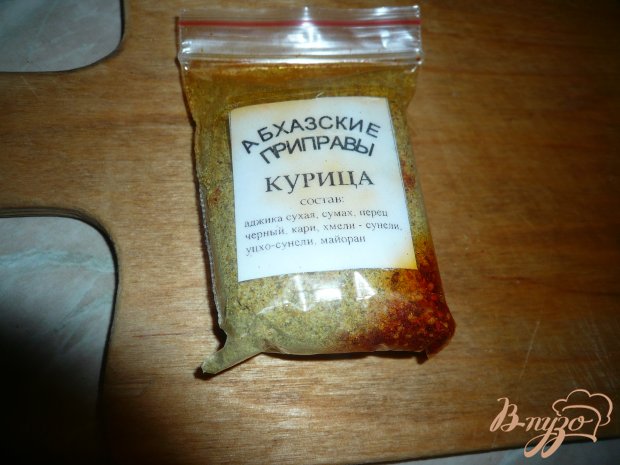 АБХАЗСКИЕ
ПРИПРАВЫ
КУРИЦА
состав:
аджика сухая, сумах, перец
черный, кари, хмели - сунели,
уцхо-сунели, майоран
В-пузо